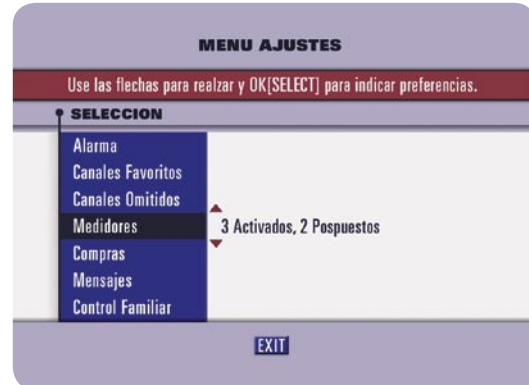 MENU AJUSTES
Use las flechas para realzar y OK[SELECT] para indicar preferencias.
SELECCION
Alarma
Canales Favoritos
Canales Omitidos
Medidores 3 Activados, 2 Pospuestos
Compras
Mensajes
Control Familiar
EXIT